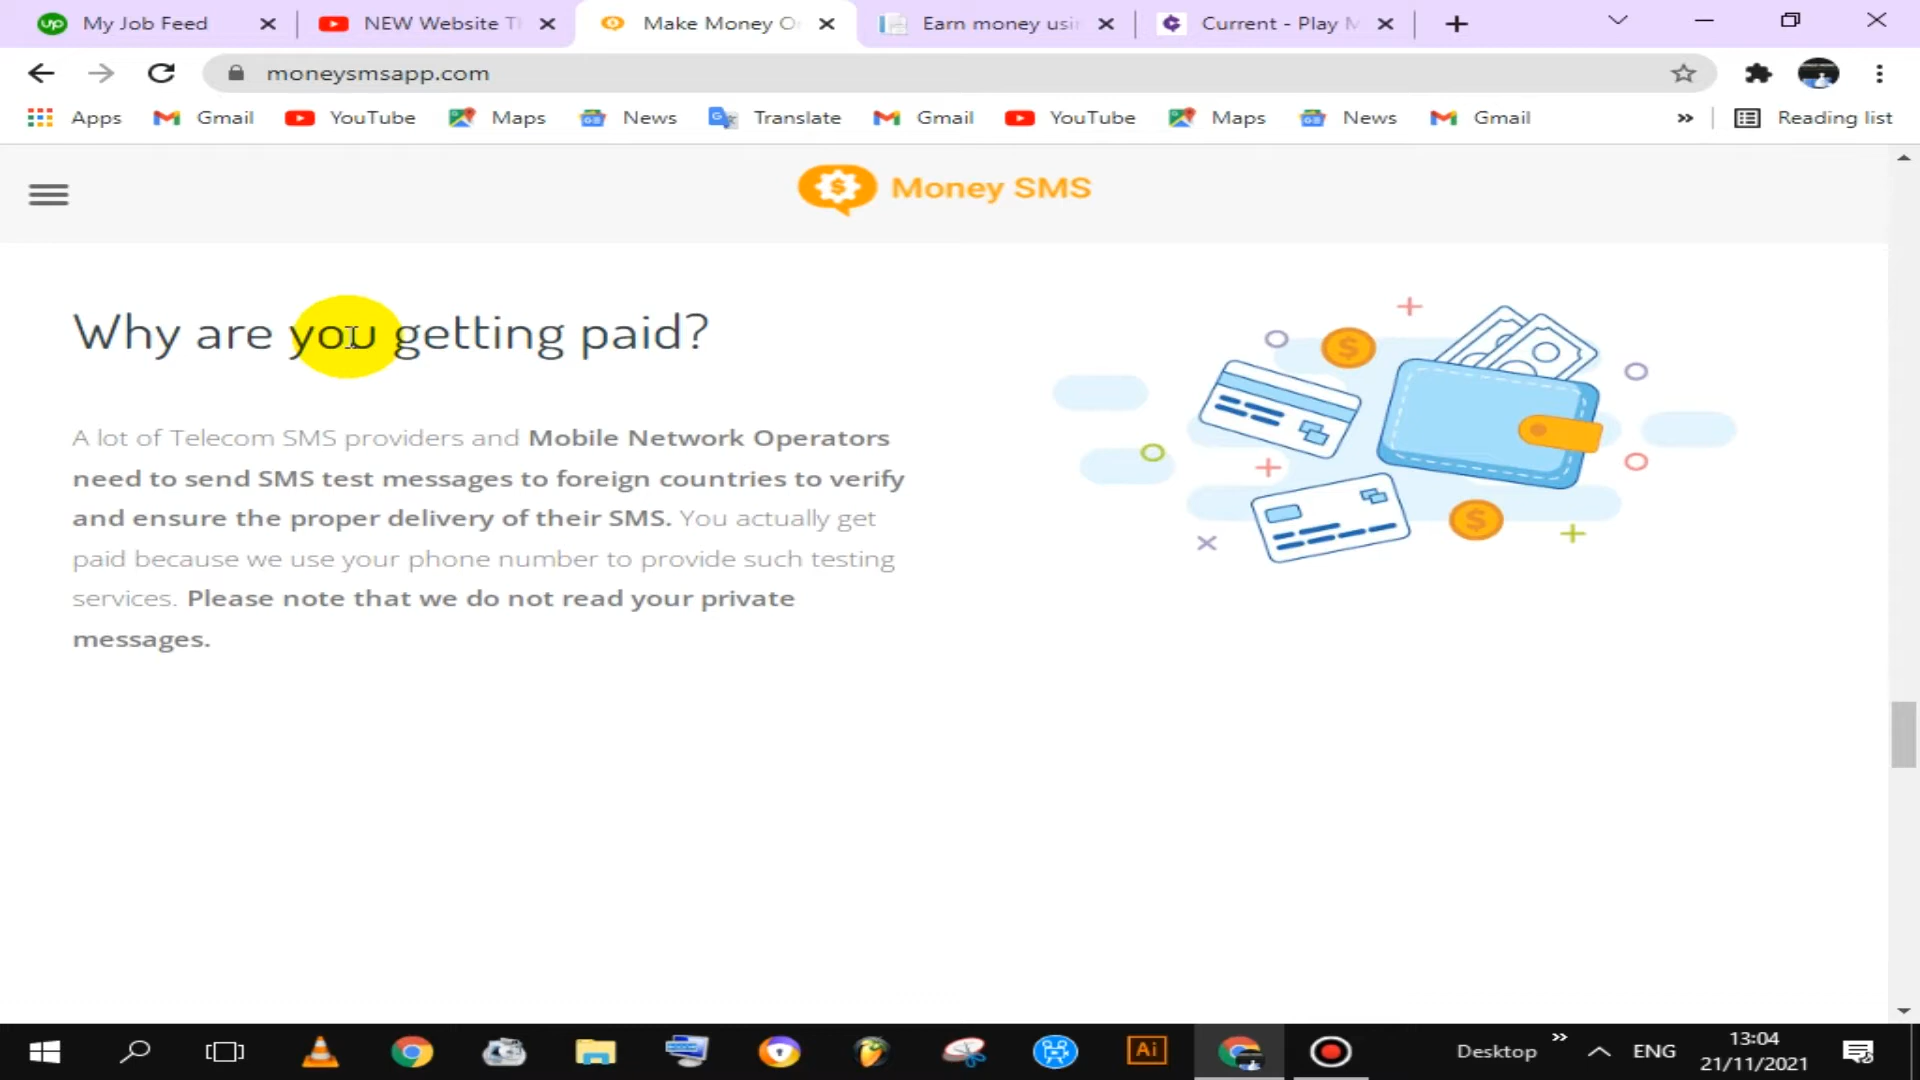 My Job Feed
NEW Website T
Make Money O
Earn money usi
Current - Play M
moneysmsapp.com
Apps
Gmail
YouTube
Maps
News
Translate
Gmail
YouTube
Maps
News
Gmail
Reading list
Money SMS
Why are you getting paid?
A lot of Telecom SMS providers and Mobile Network Operators
need to send SMS test messages to foreign countries to verify
and ensure the proper delivery of their SMS. You actually get
paid because we use your phone number to provide such testing
services. Please note that we do not read your private
messages.
Ai
Desktop
ENG
13:04
21/11/2021